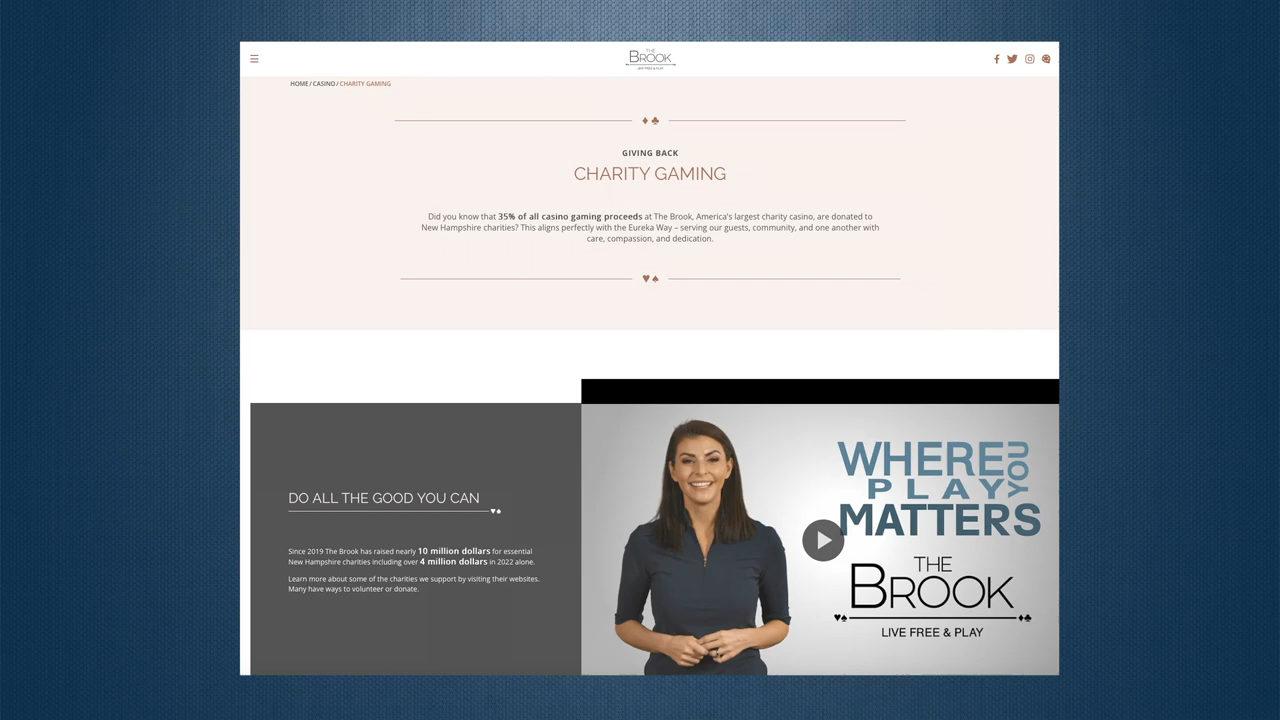 THE
BROOK
LIVE FREE & PLAY
HOME / CASINO / CHARITY GAMING
GIVING BACK
CHARITY GAMING
Did you know that 35% of all casino gaming proceeds at The Brook, America's largest charity casino, are donated to
New Hampshire charities? This aligns perfectly with the Eureka Way – serving our guests, community, and one another with
care, compassion, and dedication.
DO ALL THE GOOD YOU CAN
Since 2019 The Brook has raised nearly 10 million dollars for essential
New Hampshire charities including over 4 million dollars in 2022 alone.
Learn more about some of the charities we support by visiting their websites.
Many have ways to volunteer or donate.
WHERE YOU
PLAY
MATTERS
THE
BROOK
LIVE FREE & PLAY